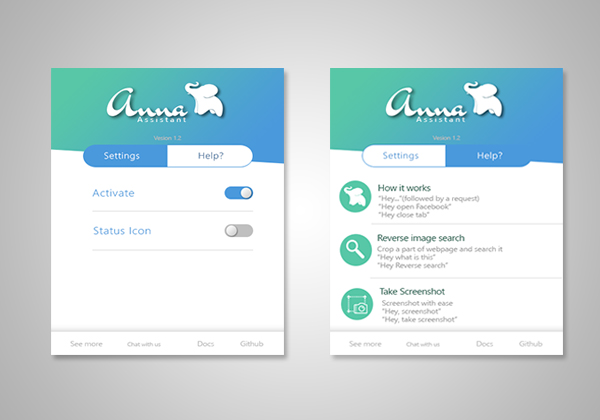 Anna
Assistant
Vesion 1.2
Settings
Help?
Activate
Status Icon
See more
Chat with us
Docs
Github
Anna
Assistant
Vesion 1.2
Settings
Help?
How it works
"Hey..."(followed by a request)
"Hey open Facebook"
"Hey close tab"
Reverse image search
Crop a part of webpage and search it
"Hey what is this"
"Hey Reverse search"
Take Screenshot
Screenshot with ease
"Hey, screenshot"
"Hey, take screenshot"
See more
Chat with us
Docs
Github